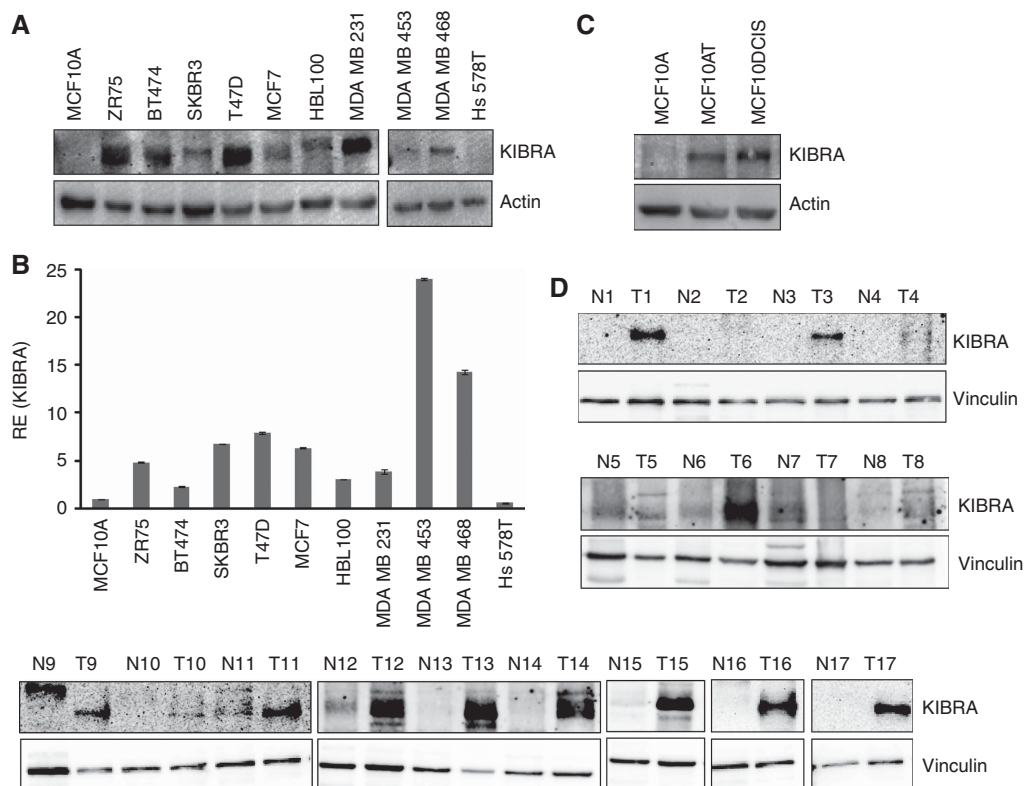 A
MCF10A ZR75 BT474 SKBR3 T47D MCF7 HBL100 MDA MB 231 MDA MB 453 MDA MB 468 Hs 578T
KIBRA
Actin
C
MCF10A MCF10AT MCF10DCIS
KIBRA
Actin
B
RE (KIBRA)
25
20
15
10
5
0
MCF10A ZR75 BT474 SKBR3 T47D MCF7 HBL100 MDA MB 231 MDA MB 453 MDA MB 468 Hs 578T
D
N1 T1 N2 T2 N3 T3 N4 T4
KIBRA
Vinculin
N5 T5 N6 T6 N7 T7 N8 T8
KIBRA
Vinculin
N9 T9 N10 T10 N11 T11 N12 T12 N13 T13 N14 T14 N15 T15 N16 T16 N17 T17
KIBRA
Vinculin